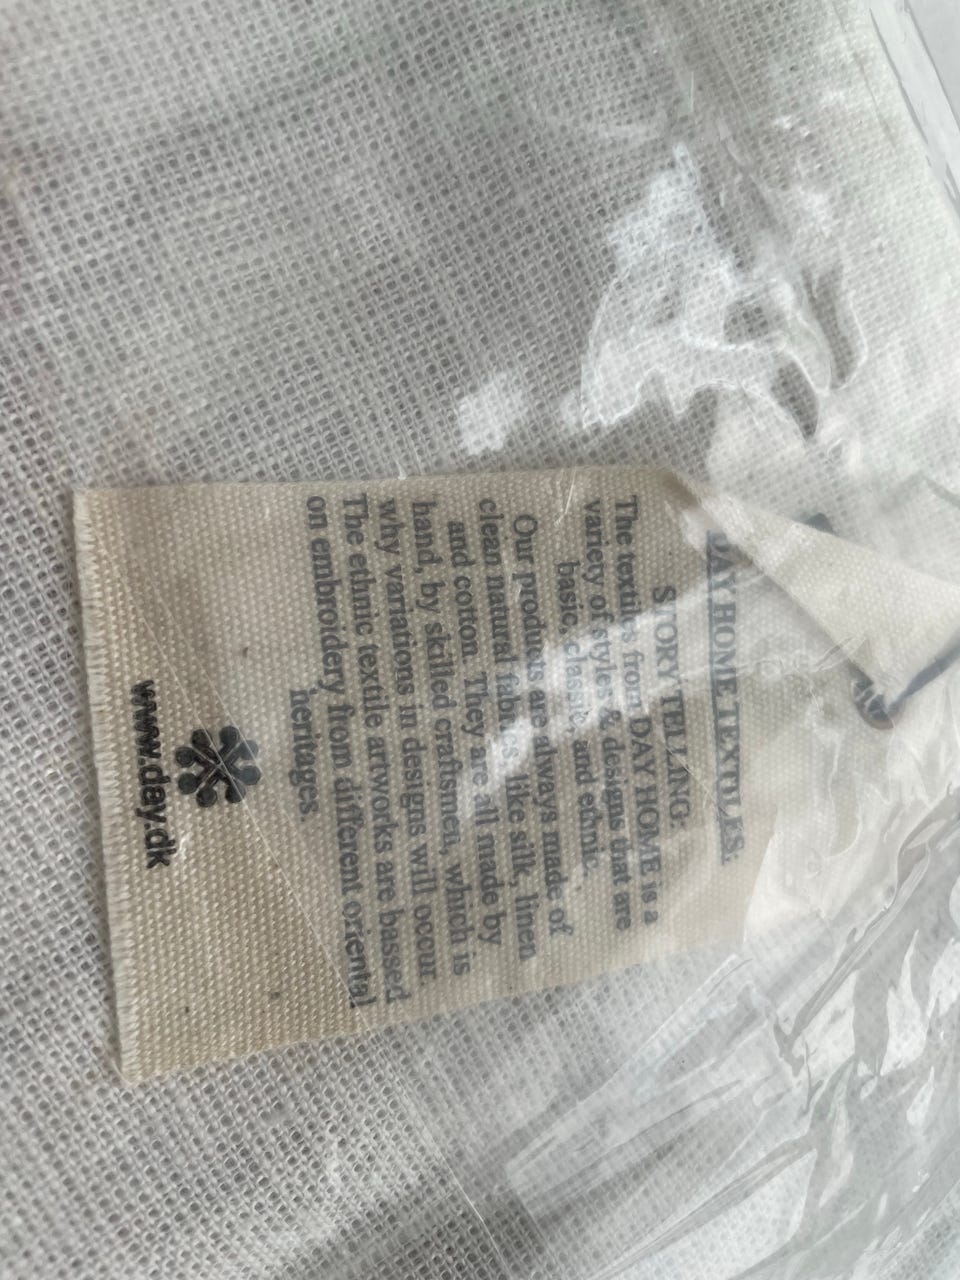 DAY HOME TEXTILES:
STORY TELLING:
The textiles from DAY HOME is a
variety of styles & designs that are
basic, classic and ethnic.
Our products are always made of
clean natural fabrics, like silk, linen
and cotton. They are all made by
hand, by skilled craftsmen, which is
why variations in designs will occur
The ethnic textile artworks are bassed
on embroidery from different oriental
heritages.
www.day.dk